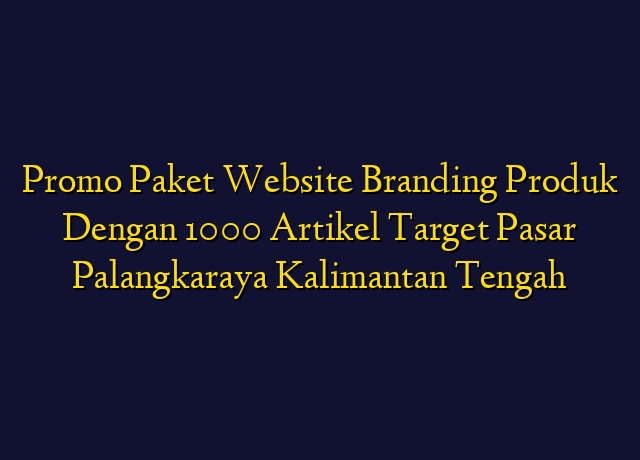 Promo Paket Website Branding Produk
Dengan 1000 Artikel Target Pasar
Palangkaraya Kalimantan Tengah